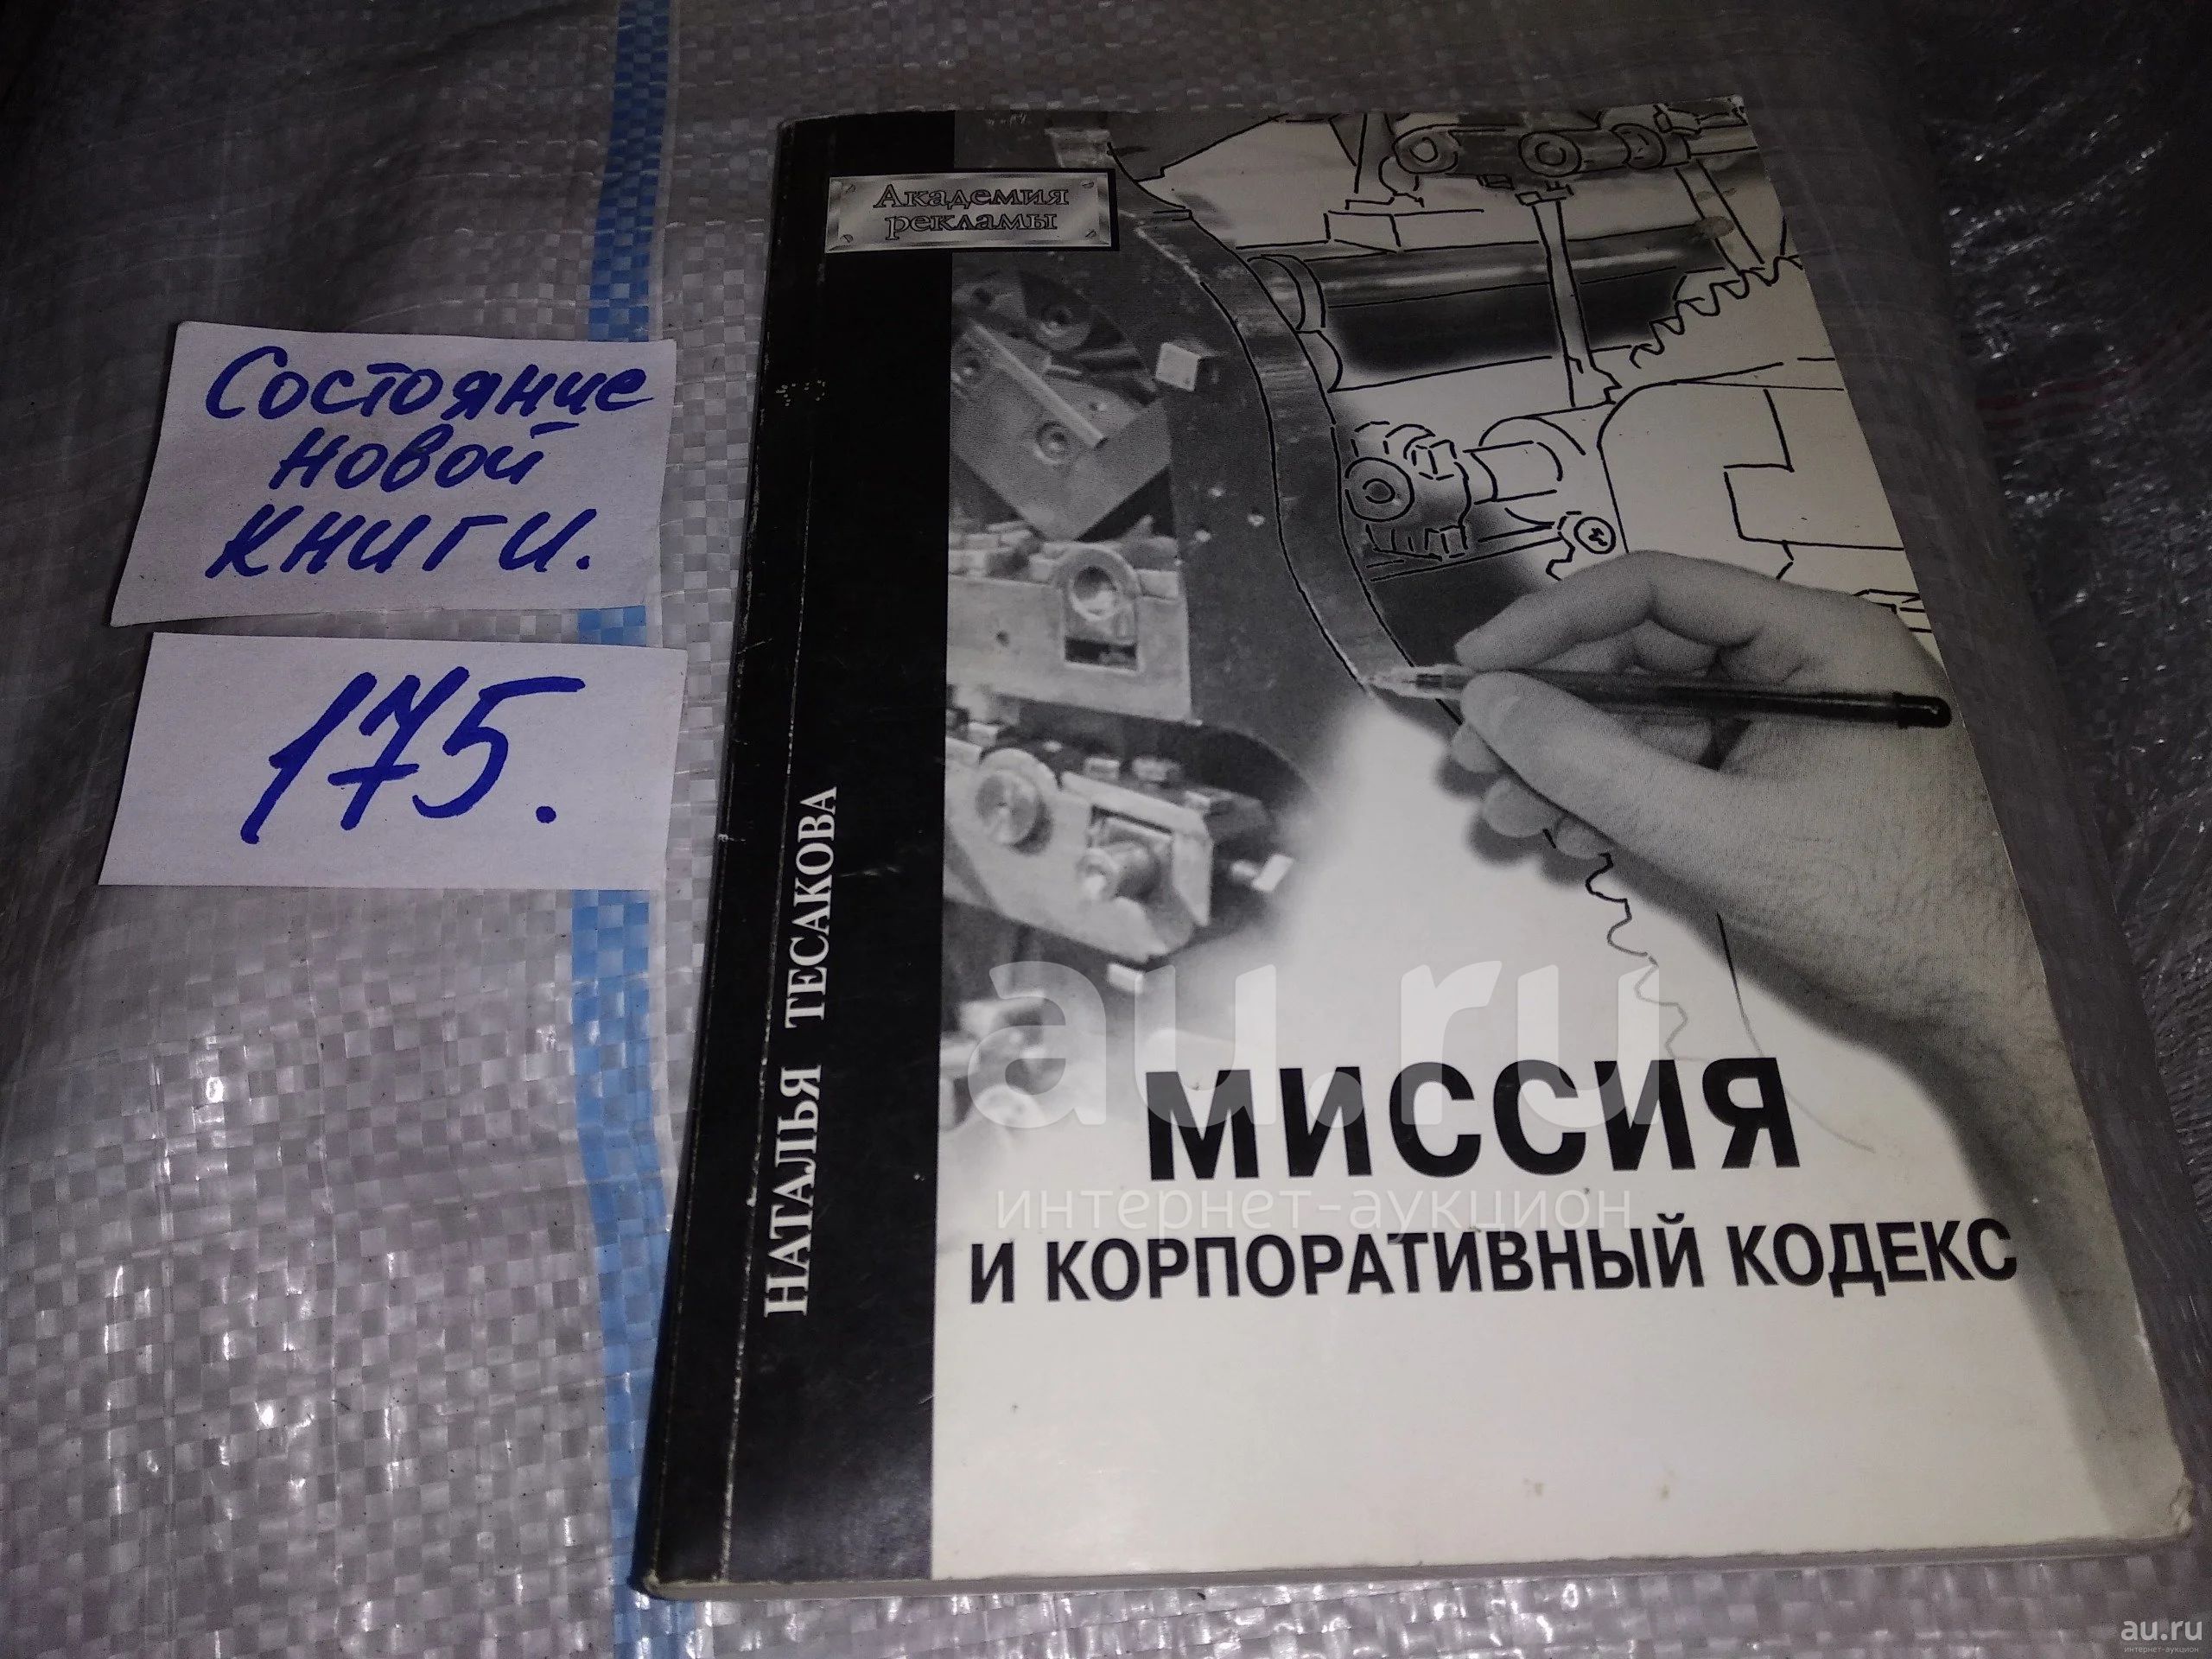 Состояние
новой
книги.
175.
Академия
рекламы
НАТАЛЬЯ ТЕСАКОВА
МИССИЯ
И КОРПОРАТИВНЫЙ КОДЕКС
au.ru
интернет-аукцион
au.ru
интернет-аукцион